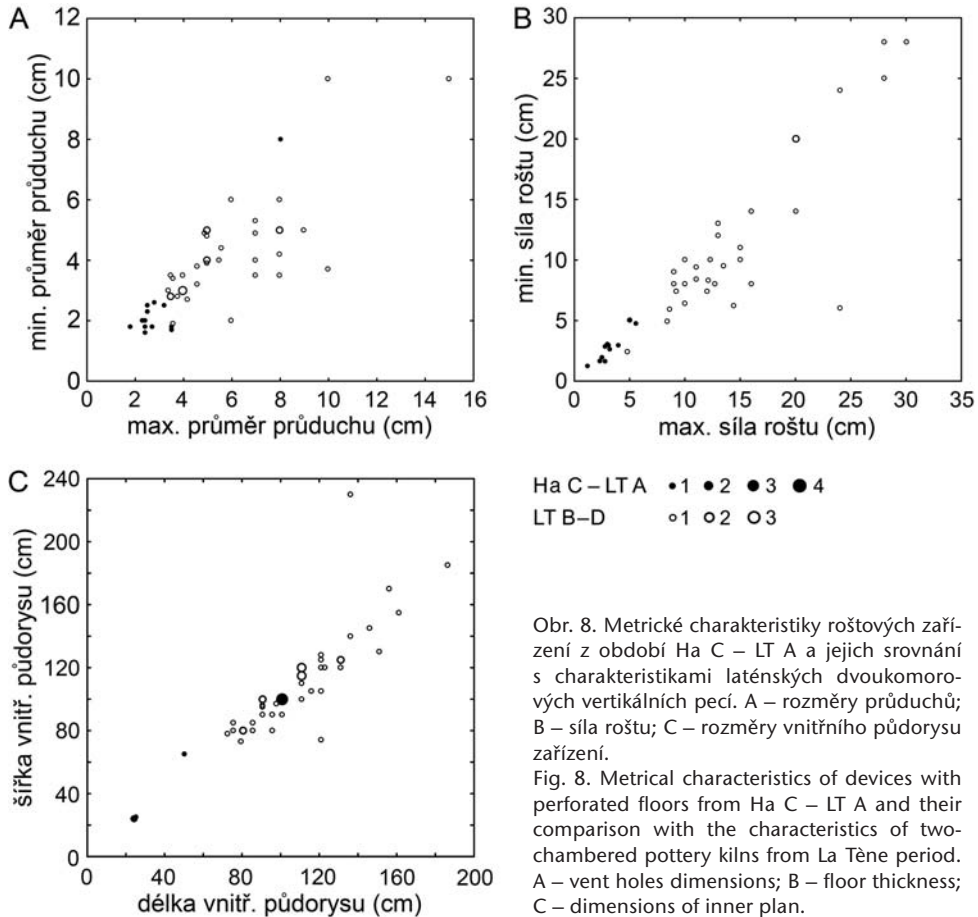 A
12
10
8
6
4
2
0
min. průměr průduchu (cm)
0 2 4 6 8 10 12 14 16
max. průměr průduchu (cm)
B
30
25
20
15
10
5
0
min. síla roštu (cm)
0 5 10 15 20 25 30 35
max. síla roštu (cm)
C
240
200
160
120
80
40
0
šířka vnitř. půdorysu (cm)
0 40 80 120 160 200
délka vnitř. půdorysu (cm)
Ha C – LT A 1 2 3 4
LT B–D 1 2 3
Obr. 8. Metrické charakteristiky roštových zaří-
zení z období Ha C – LT A a jejich srovnání
s charakteristikami laténských dvoukomoro-
vých vertikálních pecí. A – rozměry průduchů;
B – síla roštu; C – rozměry vnitřního půdorysu
zařízení.
Fig. 8. Metrical characteristics of devices with
perforated floors from Ha C – LT A and their
comparison with the characteristics of two-
chambered pottery kilns from La Tène period.
A – vent holes dimensions; B – floor thickness;
C – dimensions of inner plan.